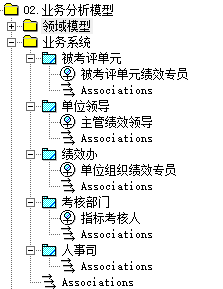 02.业务分析模型
领域模型
业务系统
被考评单元
被考评单元绩效专员
Associations
单位领导
主管绩效领导
Associations
绩效办
单位组织绩效专员
Associations
考核部门
指标考核人
Associations
人事司
Associations
Associations